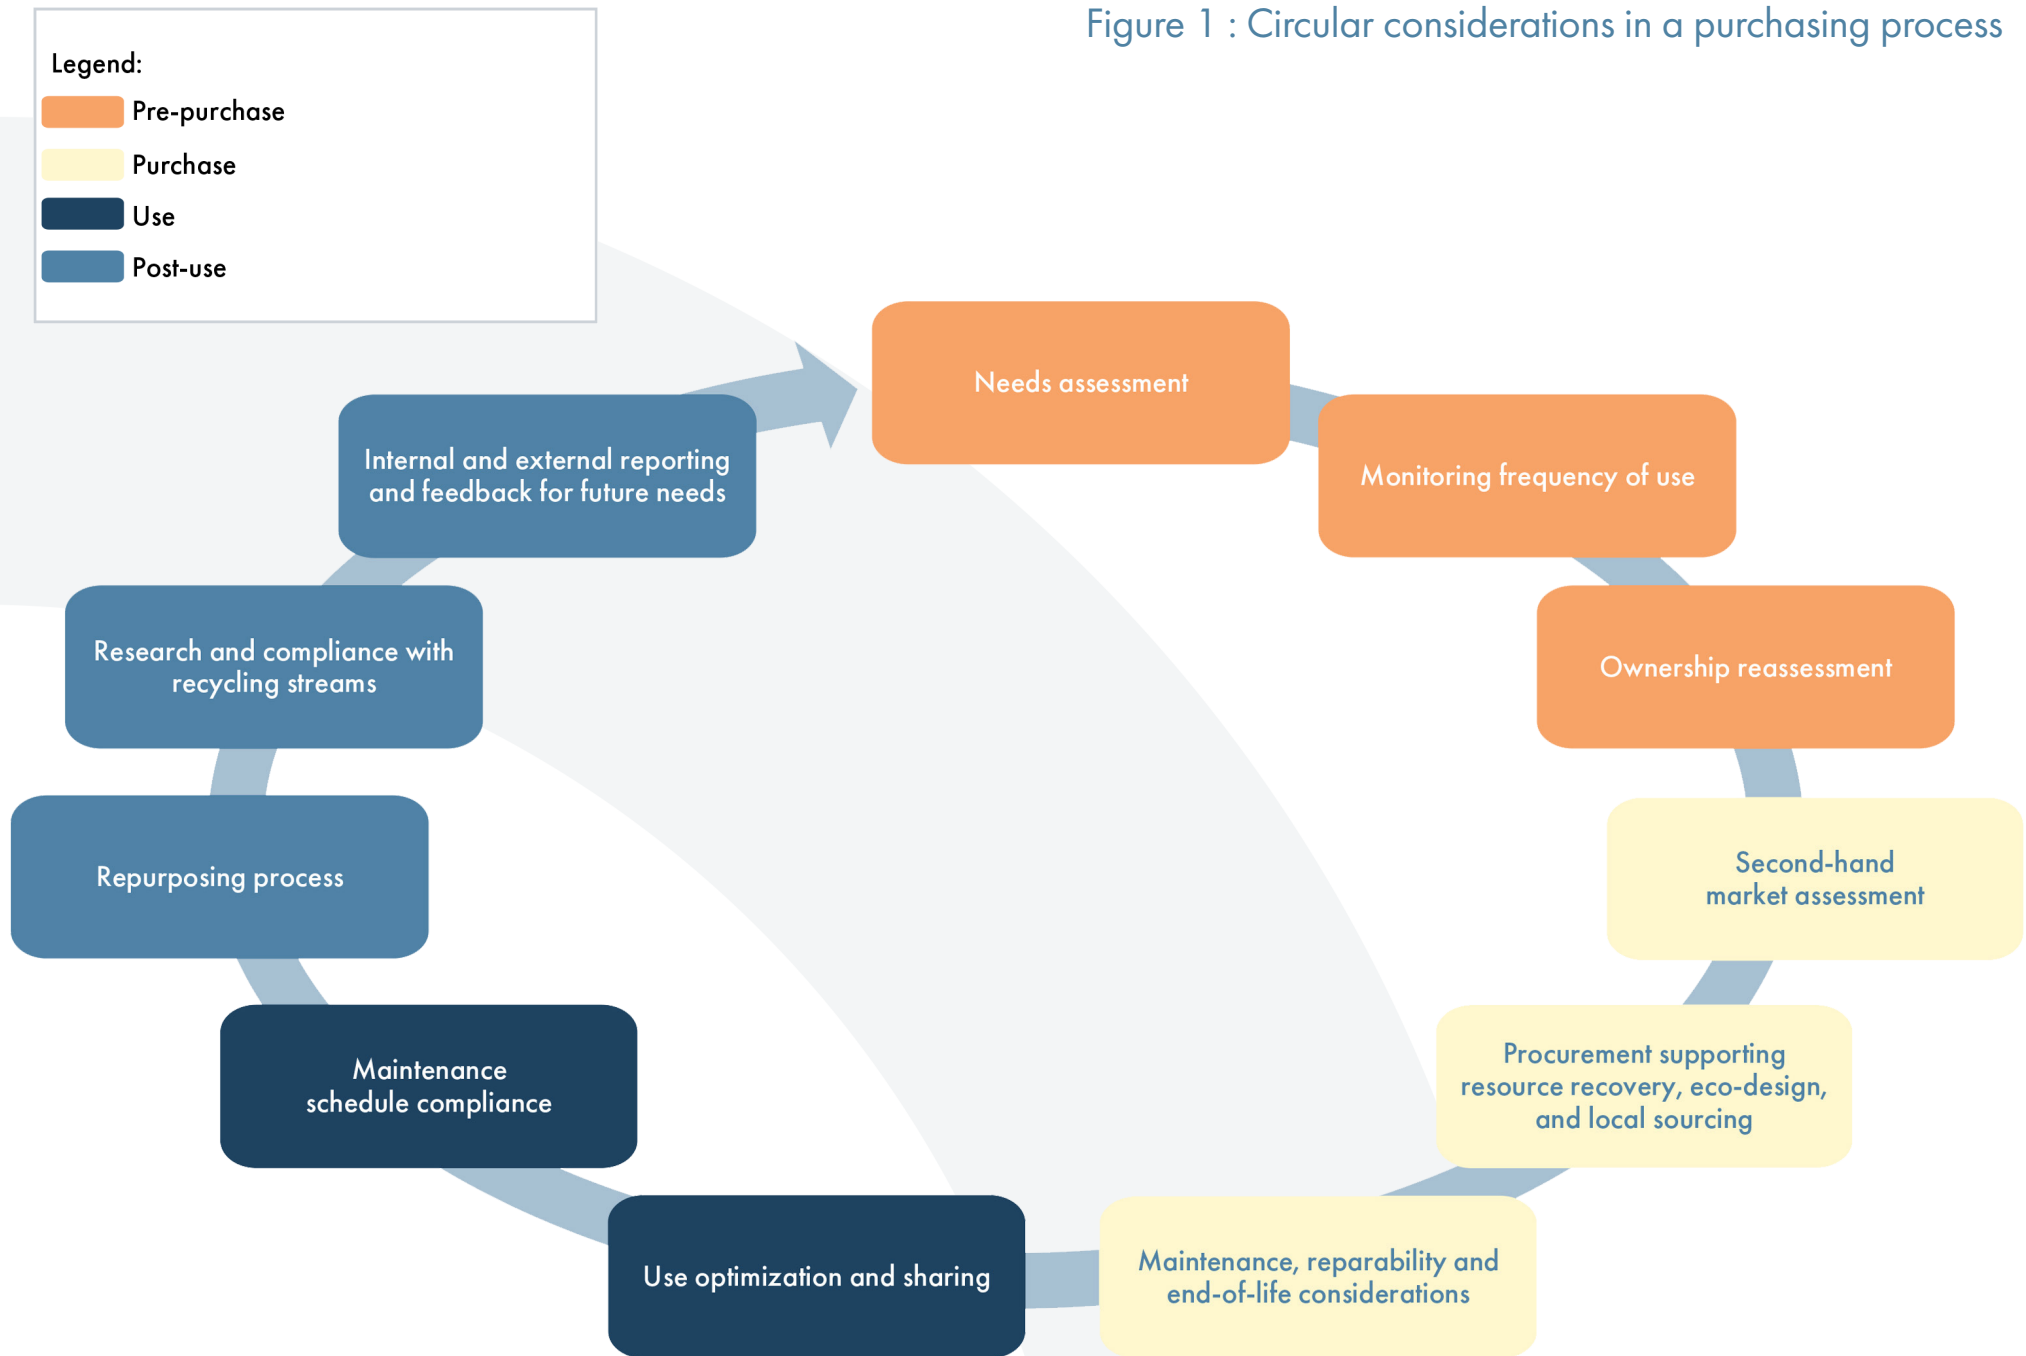 Figure 1 : Circular considerations in a purchasing process
Legend:
Pre-purchase
Purchase
Use
Post-use
Needs assessment
Monitoring frequency of use
Ownership reassessment
Second-hand
market assessment
Procurement supporting
resource recovery, eco-design,
and local sourcing
Maintenance, reparability and
end-of-life considerations
Use optimization and sharing
Maintenance
schedule compliance
Repurposing process
Research and compliance with
recycling streams
Internal and external reporting
and feedback for future needs